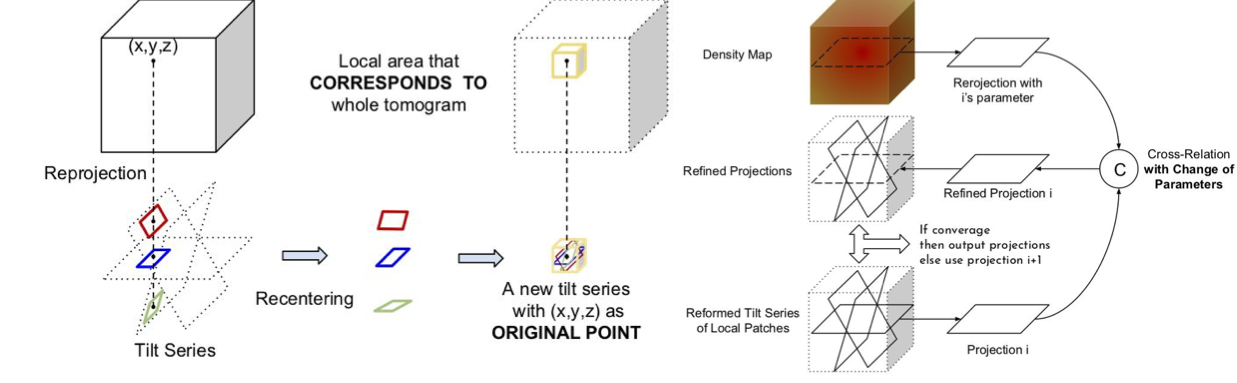 (x,y,z)
Reprojection
Tilt Series
Local area that
CORRESPONDS TO
whole tomogram
Recentering
A new tilt series
with (x,y,z) as
ORIGINAL POINT
Density Map
Rerojection with
i's parameter
Refined Projections
Refined Projection i
C
Cross-Relation
with Change of
Parameters
If converage
then output projections
else use projection i+1
Reformed Tilt Series
of Local Patches
Projection i